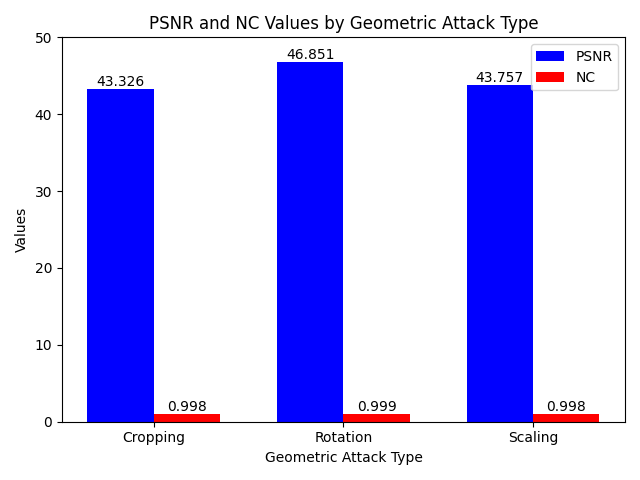 PSNR and NC Values by Geometric Attack Type
50
40
30
20
10
0
Values
43.326
46.851
43.757
0.998
0.999
0.998
PSNR
NC
Cropping
Rotation
Scaling
Geometric Attack Type